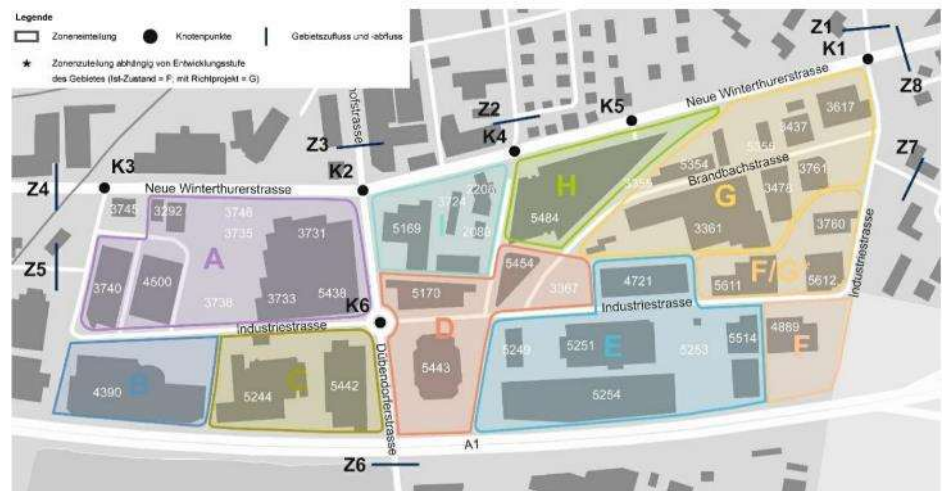 Legende
Zoneneinteilung
Knotenpunkte
Gebietszufluss und -abfluss
★ Zonenzuteilung abhängig von Entwicklungsstufe
des Gebietes (Ist-Zustand = F; mit Richtprojekt = G)
Z1
K1
Z8
Neue Winterthurerstrasse
Z2
K5
K4
Z3
3617
3437
Z7
K3
K2
Z4
Neue Winterthurerstrasse
H
5354
Brandbachstrasse
3761
3478
G
3745
3292
3746
3735
3731
A
3724
5169
2089
5484
3361
3760
Z5
3740
4500
3736
3733
5438
K6
5454
5170
3367
4721
F/G*
5611
5612
Industriestrasse
Industriestrasse
Industriestrasse
D
Dübendorferstrasse
B
4390
5244
5442
5443
5249
5251
E
5253
5514
4889
F
5254
A1
Z6